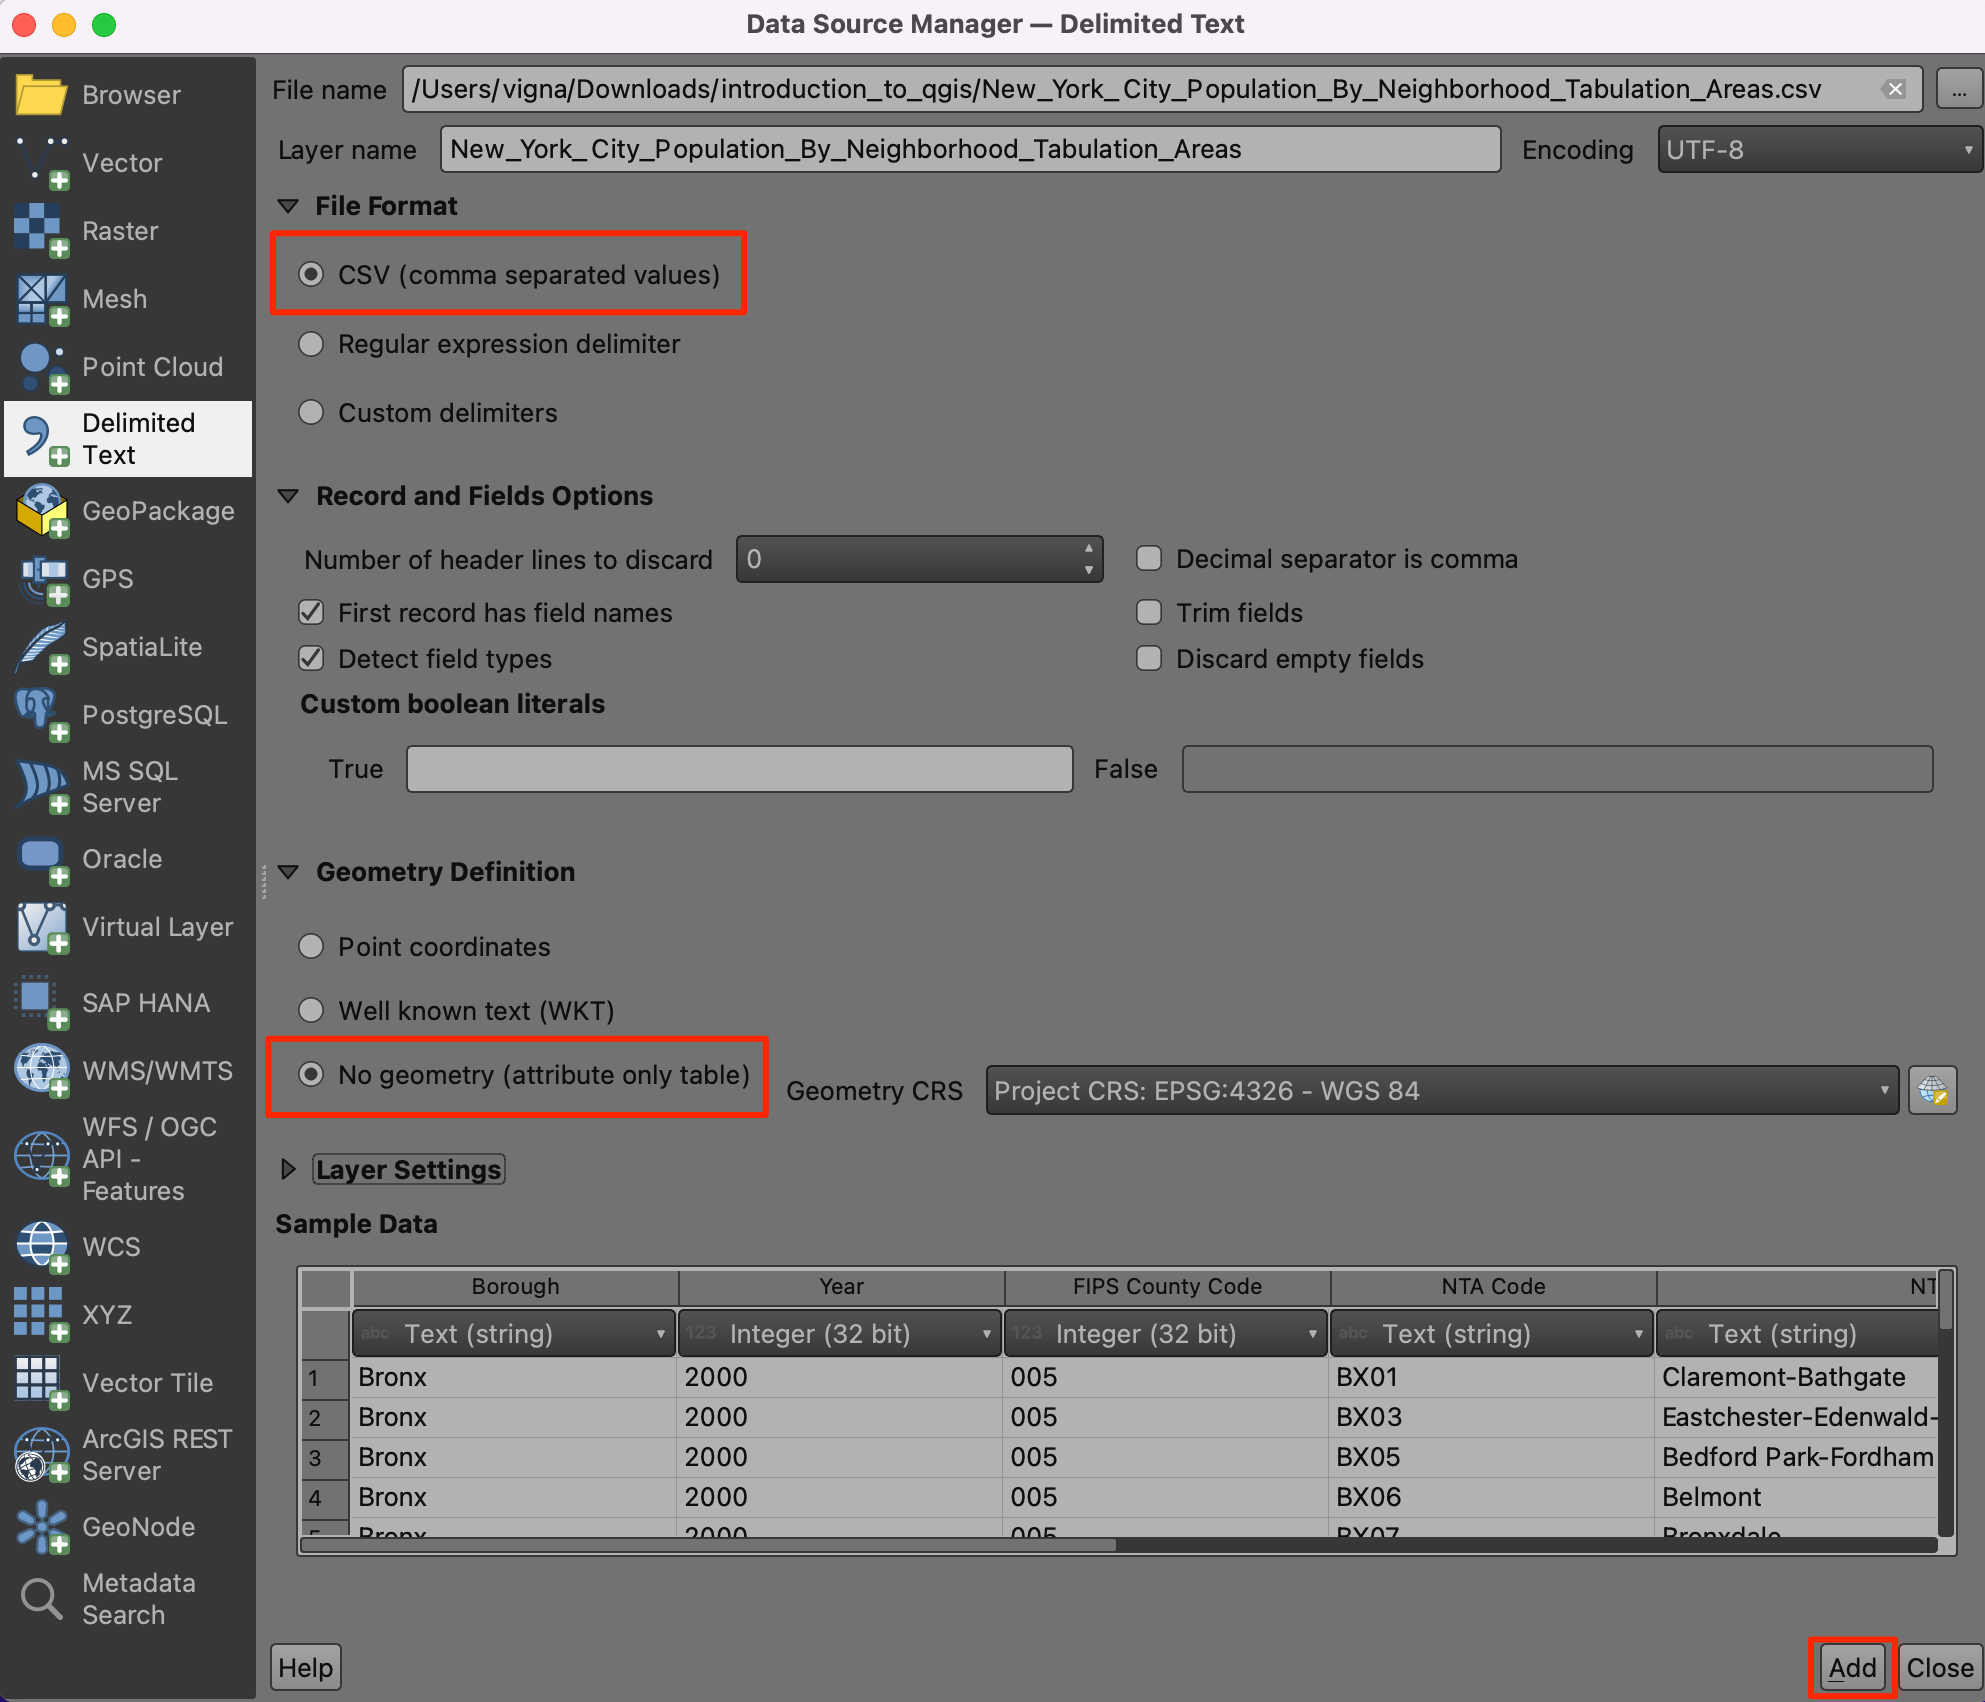 Data Source Manager — Delimited Text
Browser
Vector
Raster
Mesh
Point Cloud
Delimited
Text
GeoPackage
GPS
SpatiaLite
PostgreSQL
MS SQL
Server
Oracle
Virtual Layer
SAP HANA
WMS/WMTS
WFS / OGC
API -
Features
WCS
XYZ
Vector Tile
ArcGIS REST
Server
GeoNode
Metadata
Search
File name /Users/vigna/Downloads/introduction_to_qgis/New_York_City_Population_By_Neighborhood_Tabulation_Areas.csv ...
Layer name New_York_City_Population_By_Neighborhood_Tabulation_Areas Encoding UTF-8
File Format
CSV (comma separated values)
Regular expression delimiter
Custom delimiters
Record and Fields Options
Number of header lines to discard 0 Decimal separator is comma
First record has field names Trim fields
Detect field types Discard empty fields
Custom boolean literals
True False
Geometry Definition
Point coordinates
Well known text (WKT)
No geometry (attribute only table) Geometry CRS Project CRS: EPSG:4326 - WGS 84
Layer Settings
Sample Data
Borough Year FIPS County Code NTA Code NT
abc Text (string) 123 Integer (32 bit) 123 Integer (32 bit) abc Text (string) abc Text (string)
1 Bronx 2000 005 BX01 Claremont-Bathgate
2 Bronx 2000 005 BX03 Eastchester-Edenwald-
3 Bronx 2000 005 BX05 Bedford Park-Fordham
4 Bronx 2000 005 BX06 Belmont
5 Bronx 2000 005 BX07 Bronxdale
Help Add Close